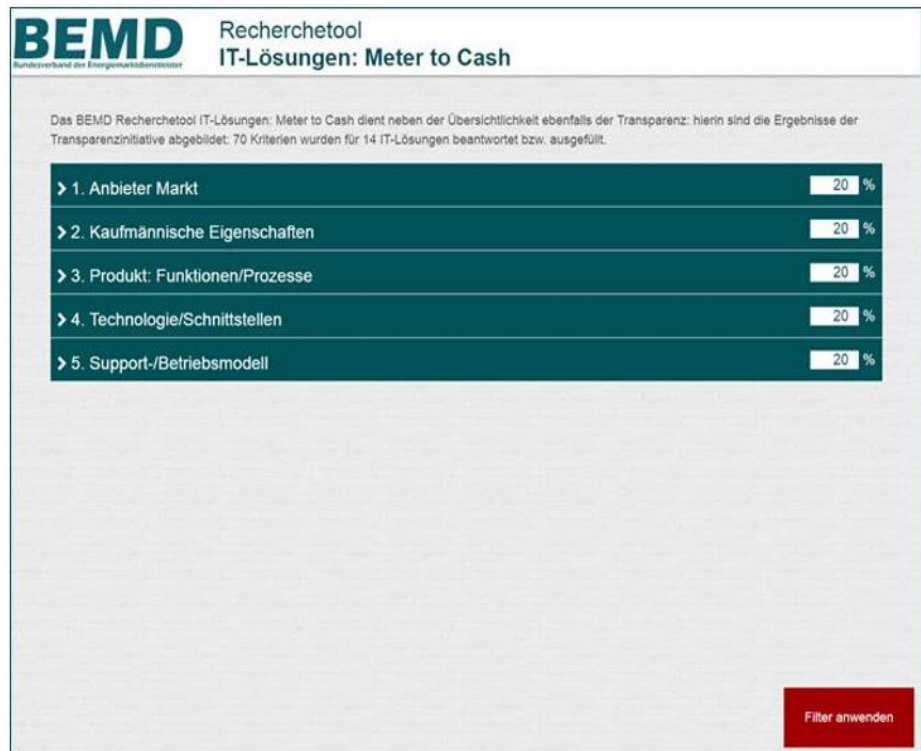 BEMD
Bundesverband der Energiemarktdienstleister
Recherchetool
IT-Lösungen: Meter to Cash
Das BEMD Recherchetool IT-Lösungen: Meter to Cash dient neben der Übersichtlichkeit ebenfalls der Transparenz: hierin sind die Ergebnisse der
Transparenzinitiative abgebildet: 70 Kriterien wurden für 14 IT-Lösungen beantwortet bzw. ausgefüllt.
1. Anbieter Markt 20 %
2. Kaufmännische Eigenschaften 20 %
3. Produkt: Funktionen/Prozesse 20 %
4. Technologie/Schnittstellen 20 %
5. Support-/Betriebsmodell 20 %
Filter anwenden